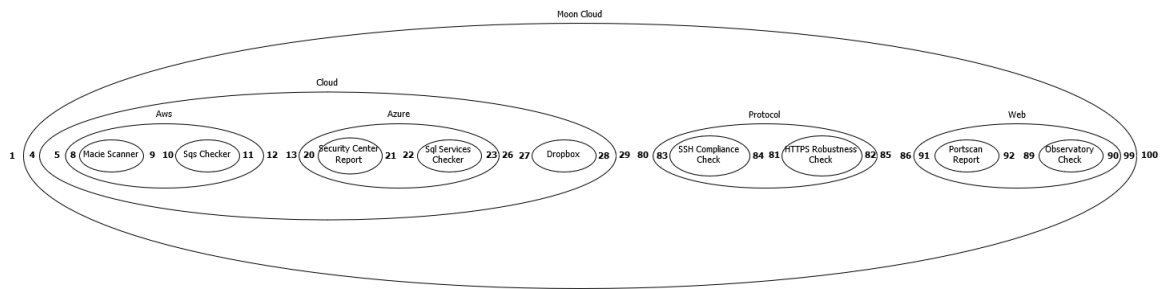 Moon Cloud
Cloud
Aws
Azure
Protocol
Web
1 4 5 8 Macie Scanner 9 10 Sqs Checker 11 12 13 20 Security Center 21 22 Sql Services 23 26 27 Dropbox 28 29 80 83 SSH Compliance 84 81 HTTPS Robustness 82 85 86 91 Portscan 92 89 Observatory 90 99 100
Report
Checker
Check
Check
Report
Check